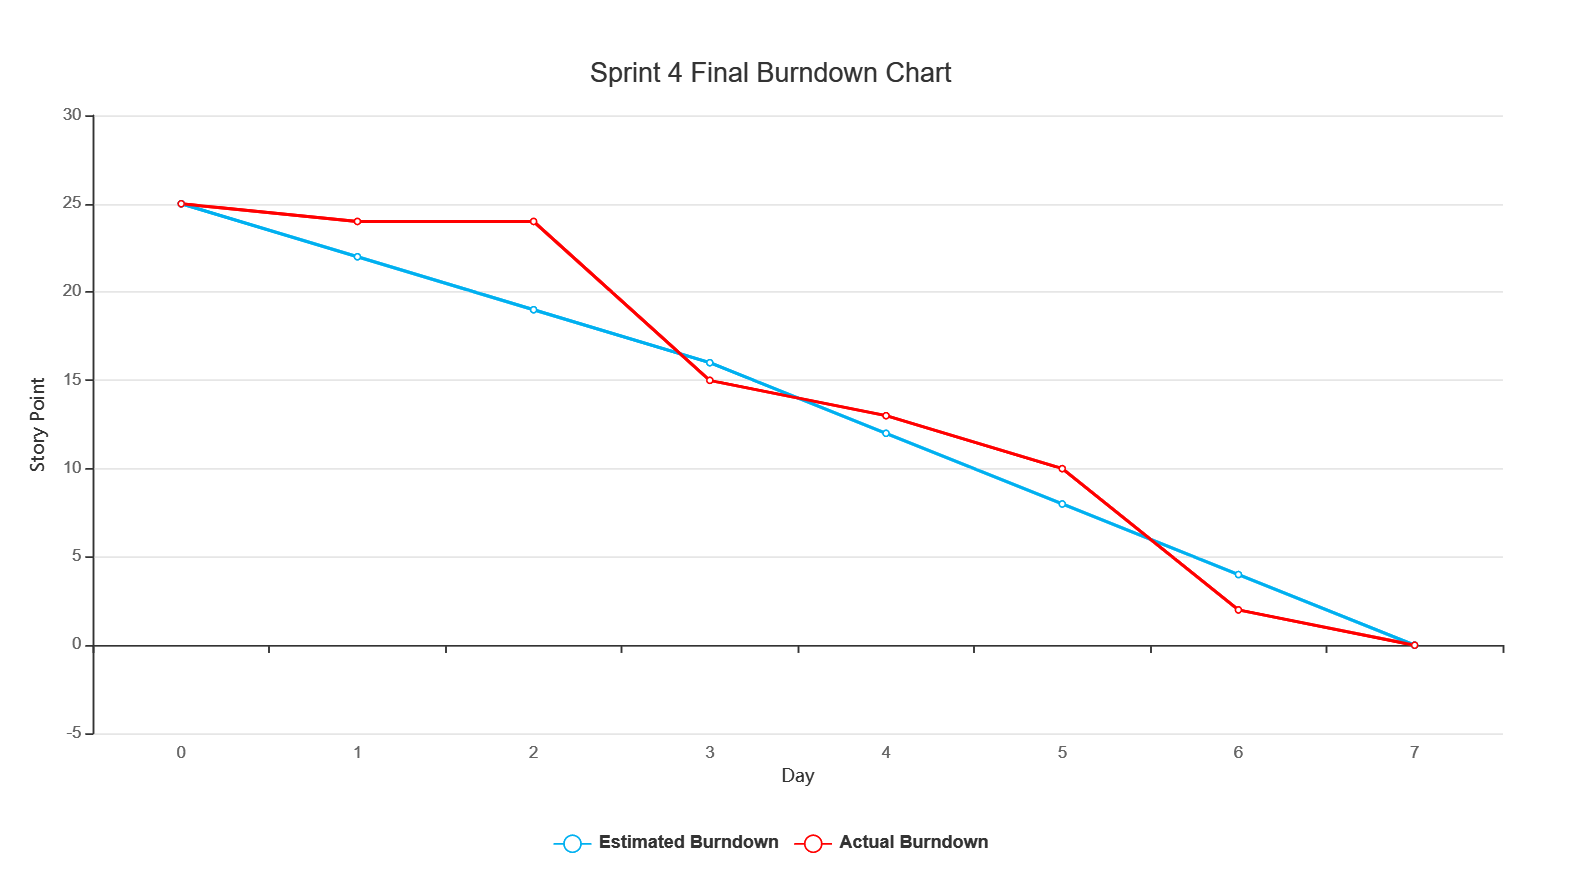 Sprint 4 Final Burndown Chart
30
25
20
15
10
5
0
-5
Story Point
0 1 2 3 4 5 6 7
Day
Estimated Burndown Actual Burndown